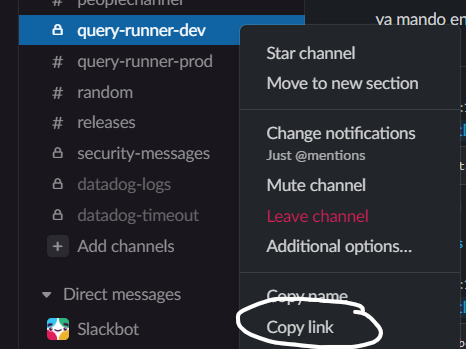 peoplechannel
ya mando en
query-runner-dev
# query-runner-prod
# random
# releases
security-messages
datadog-logs
datadog-timeout
+ Add channels
Direct messages
Slackbot
Star channel
Move to new section
Change notifications
Just @mentions
Mute channel
Leave channel
Additional options...
Copy name
Copy link